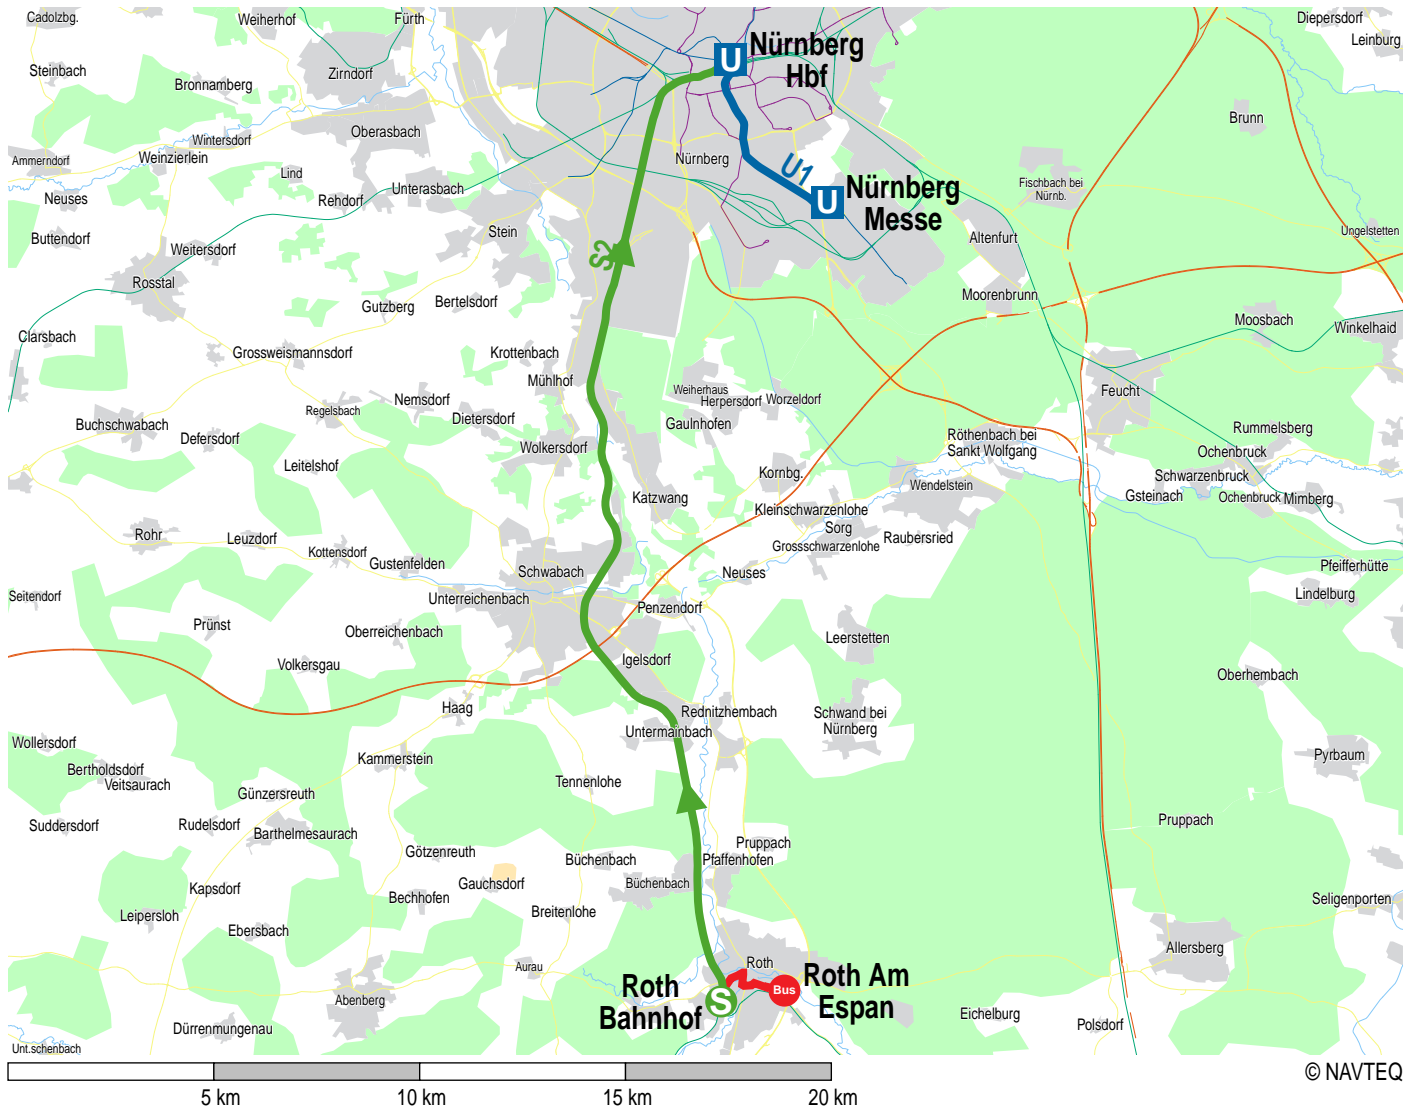 Cadolzbg.
Weiherhof
Fürth
Diepersdorf
Leinburg
Steinbach
Zirndorf
Bronnamberg
U
Nürnberg
Hbf
Brunn
Oberasbach
Wintersdorf
Ammerndorf
Weinzierlein
Lind
Unterasbach
Rehdorf
Neuses
Nürnberg
U1
U
Nürnberg
Messe
Fischbach bei
Nürnb.
Buttendorf
Weitersdorf
Stein
Altenfurt
Ungelstetten
S2
Rosstal
Gutzberg
Bertelsdorf
Moorenbrunn
Clarsbach
Grossweismannsdorf
Krottenbach
Mühlhof
Moosbach
Winkelhaid
Nemsdorf
Regelsbach
Dietersdorf
Weiherhaus
Herpersdorf
Worzeldorf
Gaulnhofen
Feucht
Buchschwabach
Defersdorf
Leitelshof
Wolkersdorf
Röthenbach bei
Sankt Wolfgang
Rummelsberg
Ochenbruck
Schwarzenbruck
Katzwang
Kornbg.
Wendelstein
Gsteinach
Ochenbruck
Mimberg
Kleinschwarzenlohe
Sorg
Grossschwarzenlohe
Raubersried
Rohr
Leuzdorf
Kottensdorf
Gustenfelden
Schwabach
Neuses
Pfeifferhütte
Lindelburg
Seitendorf
Unterreichenbach
Penzendorf
Prünst
Oberreichenbach
Leerstetten
Volkersgau
Igelsdorf
Oberhembach
Haag
Rednitzhembach
Schwand bei
Nürnberg
Untermainbach
Wollersdorf
Kammerstein
Pyrbaum
Bertholdsdorf
Veitsaurach
Tennenlohe
Günzersreuth
Suddersdorf
Rudelsdorf
Barthelmesaurach
Pruppach
Pruppach
Götzenreuth
Büchenbach
Pfaffenhofen
Kapsdorf
Gauchsdorf
Büchenbach
Bechhofen
Seligenporten
Leipersloh
Breitenlohe
Ebersbach
Allersberg
Aurau
Roth
Abenberg
Roth
Bahnhof
S
Bus
Roth Am
Espan
Eichelburg
Polsdorf
Dürrenmungenau
Unt.schenbach
© NAVTEQ
5 km
10 km
15 km
20 km